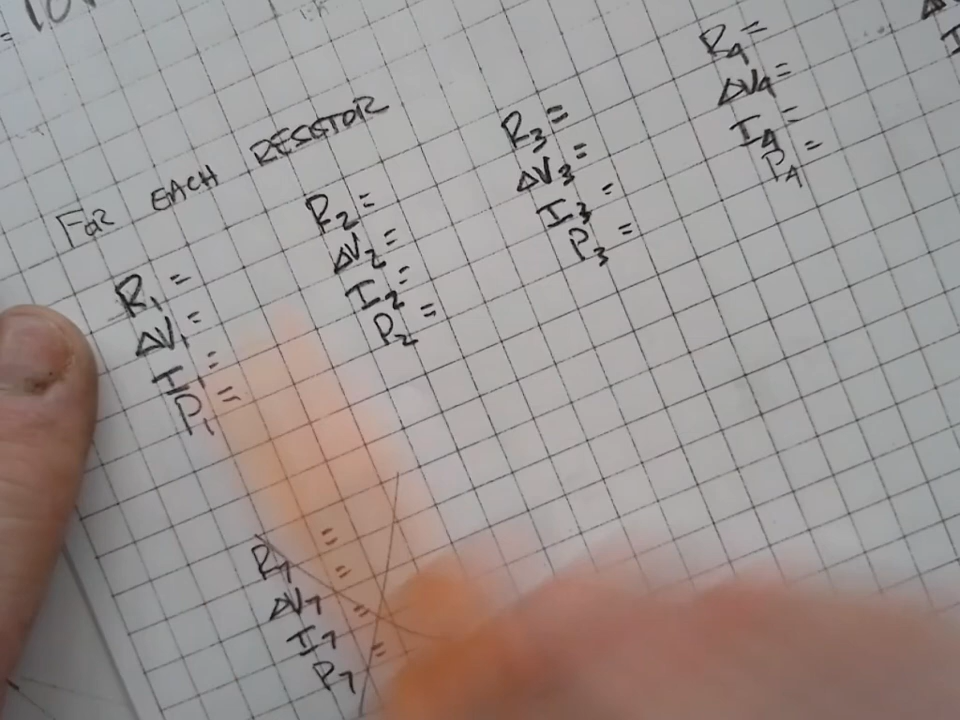 FOR EACH RESISTOR
R₁ =
ΔV₁ =
I₁ =
P₁ =
R₂ =
ΔV₂ =
I₂ =
P₂ =
R₃ =
ΔV₃ =
I₃ =
P₃ =
R₄ =
ΔV₄ =
I₄ =
P₄ =
R₇ =
ΔV₇ =
I₇ =
P₇ =